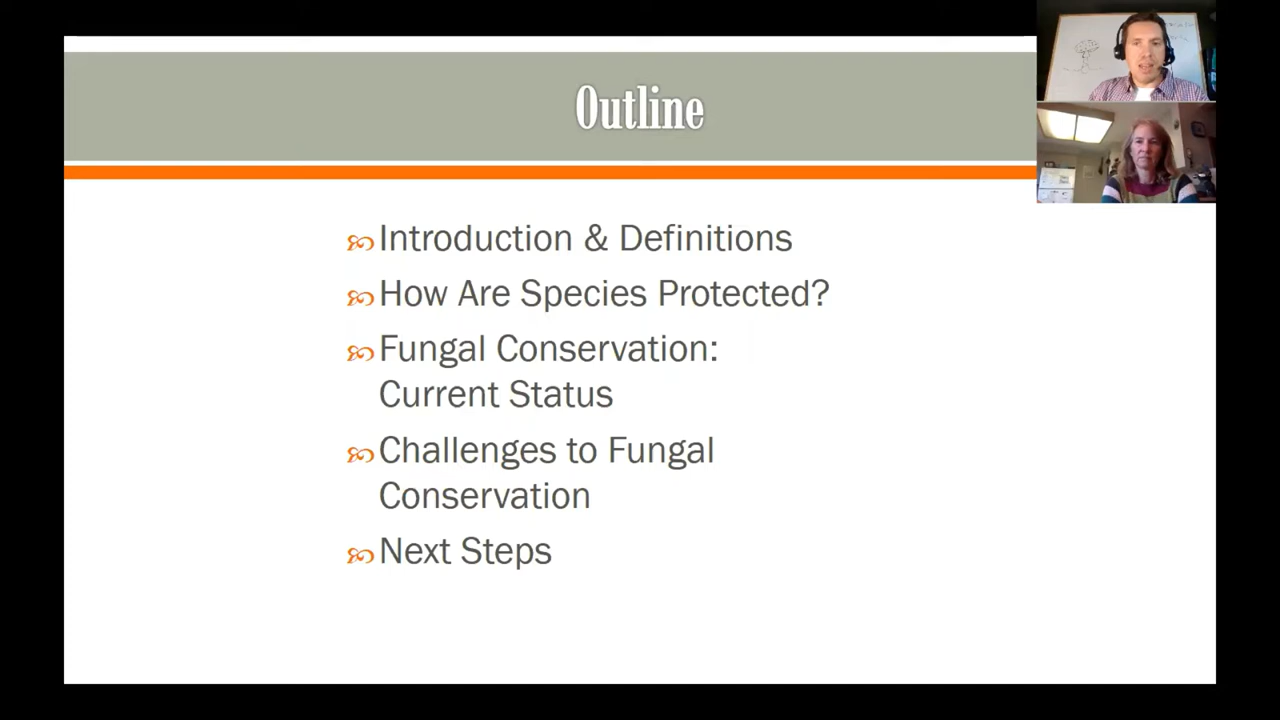 Outline
Introduction & Definitions
How Are Species Protected?
Fungal Conservation:
Current Status
Challenges to Fungal
Conservation
Next Steps